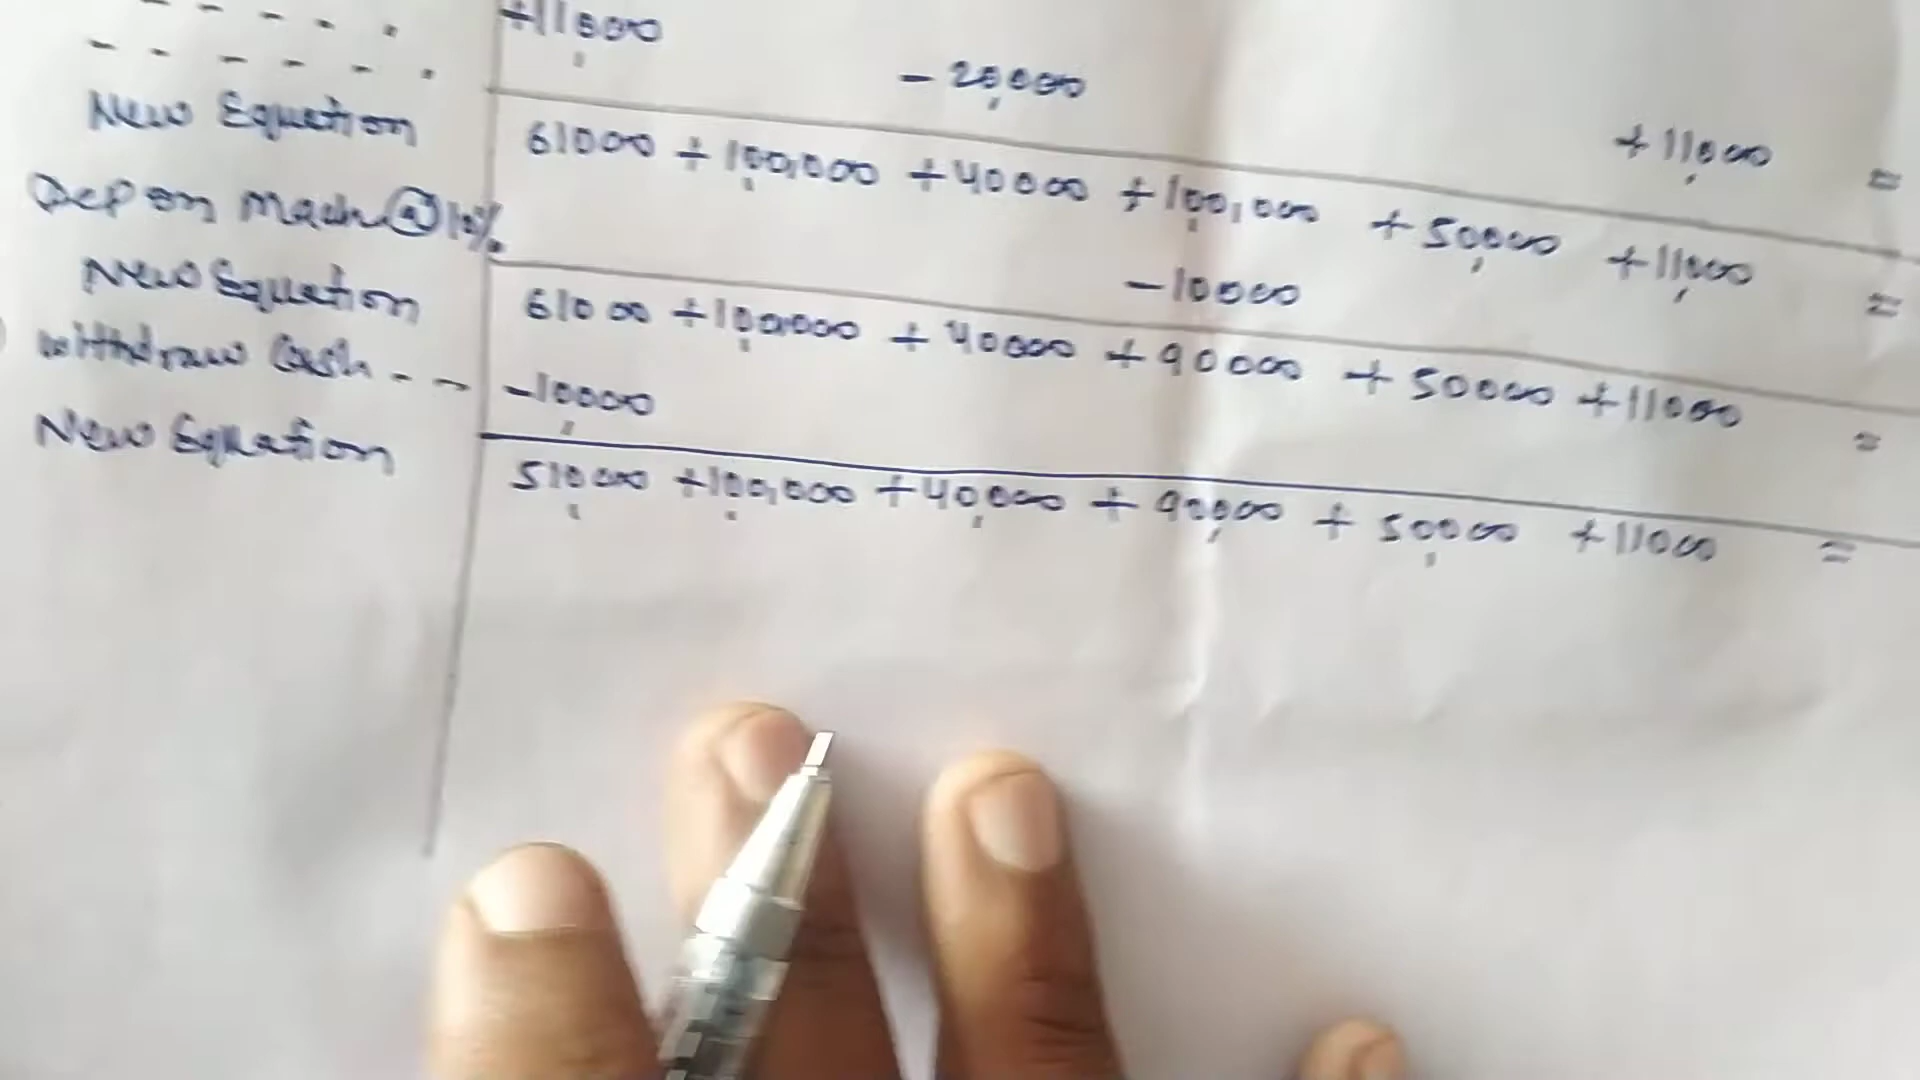 +11000
- 20,000
+ 11,000 =
New Equation 61000 + 100,000 + 40000 + 100,000 + 50,000 + 11,000 =
Dep on Mach @ 10% - 10000
New Equation 61000 + 100,000 + 40000 + 90000 + 50000 + 11000 =
withdraw Cash - - - 10000
New Equation 51000 + 100,000 + 40,000 + 90,000 + 50,000 + 11000 =